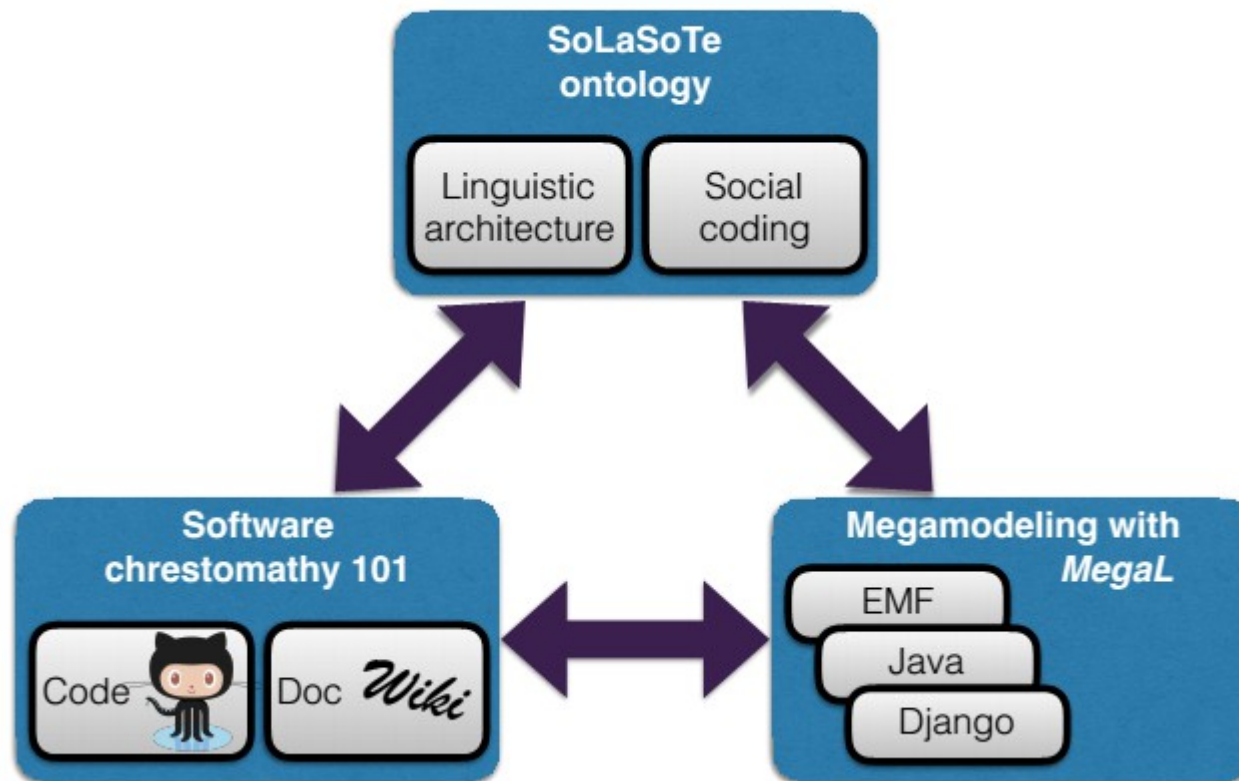 SoLaSoTe
ontology
Linguistic
architecture
Social
coding
Software
chrestomathy 101
Code
Doc Wiki
Megamodeling with
MegaL
EMF
Java
Django